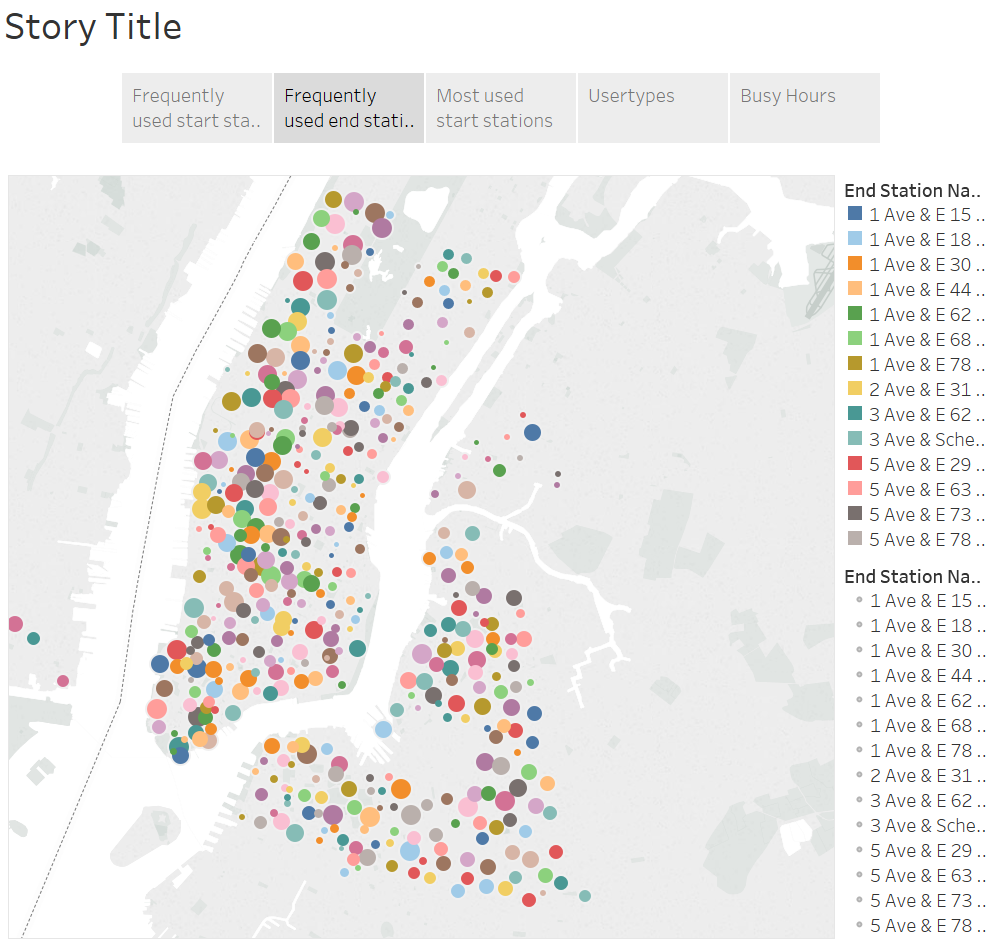 Story Title
Frequently
used start sta..
Frequently
used end stati..
Most used
start stations
Usertypes
Busy Hours
End Station Na..
1 Ave & E 15 ..
1 Ave & E 18 ..
1 Ave & E 30 ..
1 Ave & E 44 ..
1 Ave & E 62 ..
1 Ave & E 68 ..
1 Ave & E 78 ..
2 Ave & E 31 ..
3 Ave & E 62 ..
3 Ave & Sche..
5 Ave & E 29 ..
5 Ave & E 63 ..
5 Ave & E 73 ..
5 Ave & E 78 ..
End Station Na..
1 Ave & E 15 ..
1 Ave & E 18 ..
1 Ave & E 30 ..
1 Ave & E 44 ..
1 Ave & E 62 ..
1 Ave & E 68 ..
1 Ave & E 78 ..
2 Ave & E 31 ..
3 Ave & E 62 ..
3 Ave & Sche..
5 Ave & E 29 ..
5 Ave & E 63 ..
5 Ave & E 73 ..
5 Ave & E 78 ..